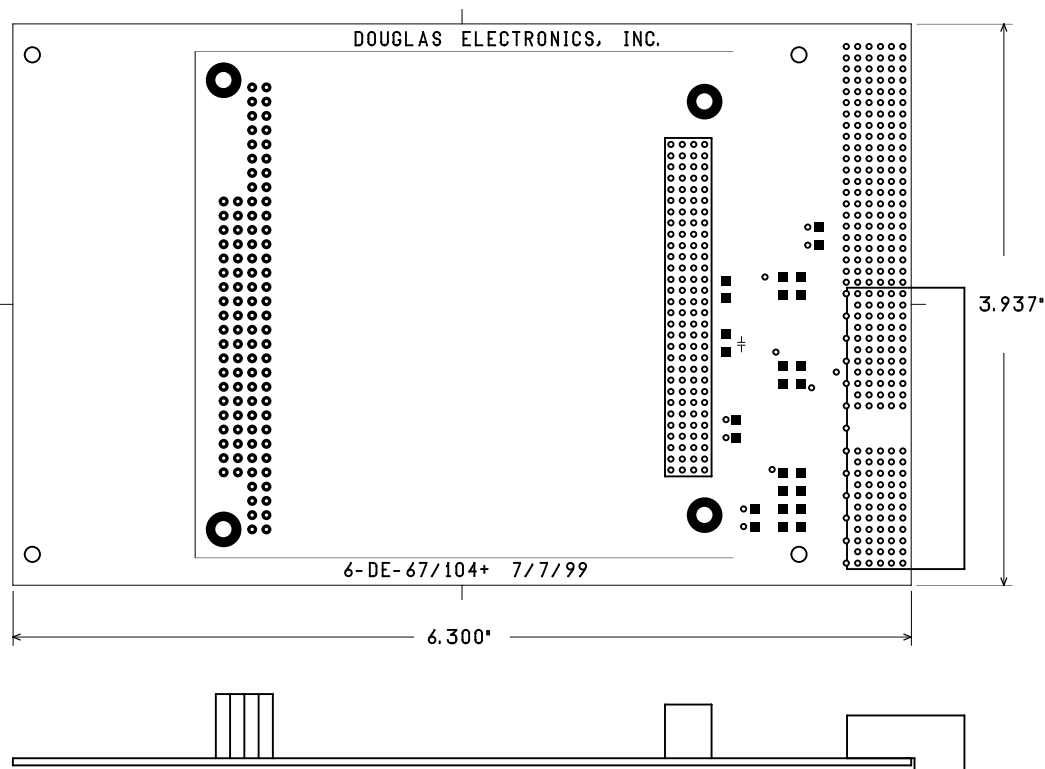 DOUGLAS ELECTRONICS, INC.
3.937"
6-DE-67/104+ 7/7/99
6.300"